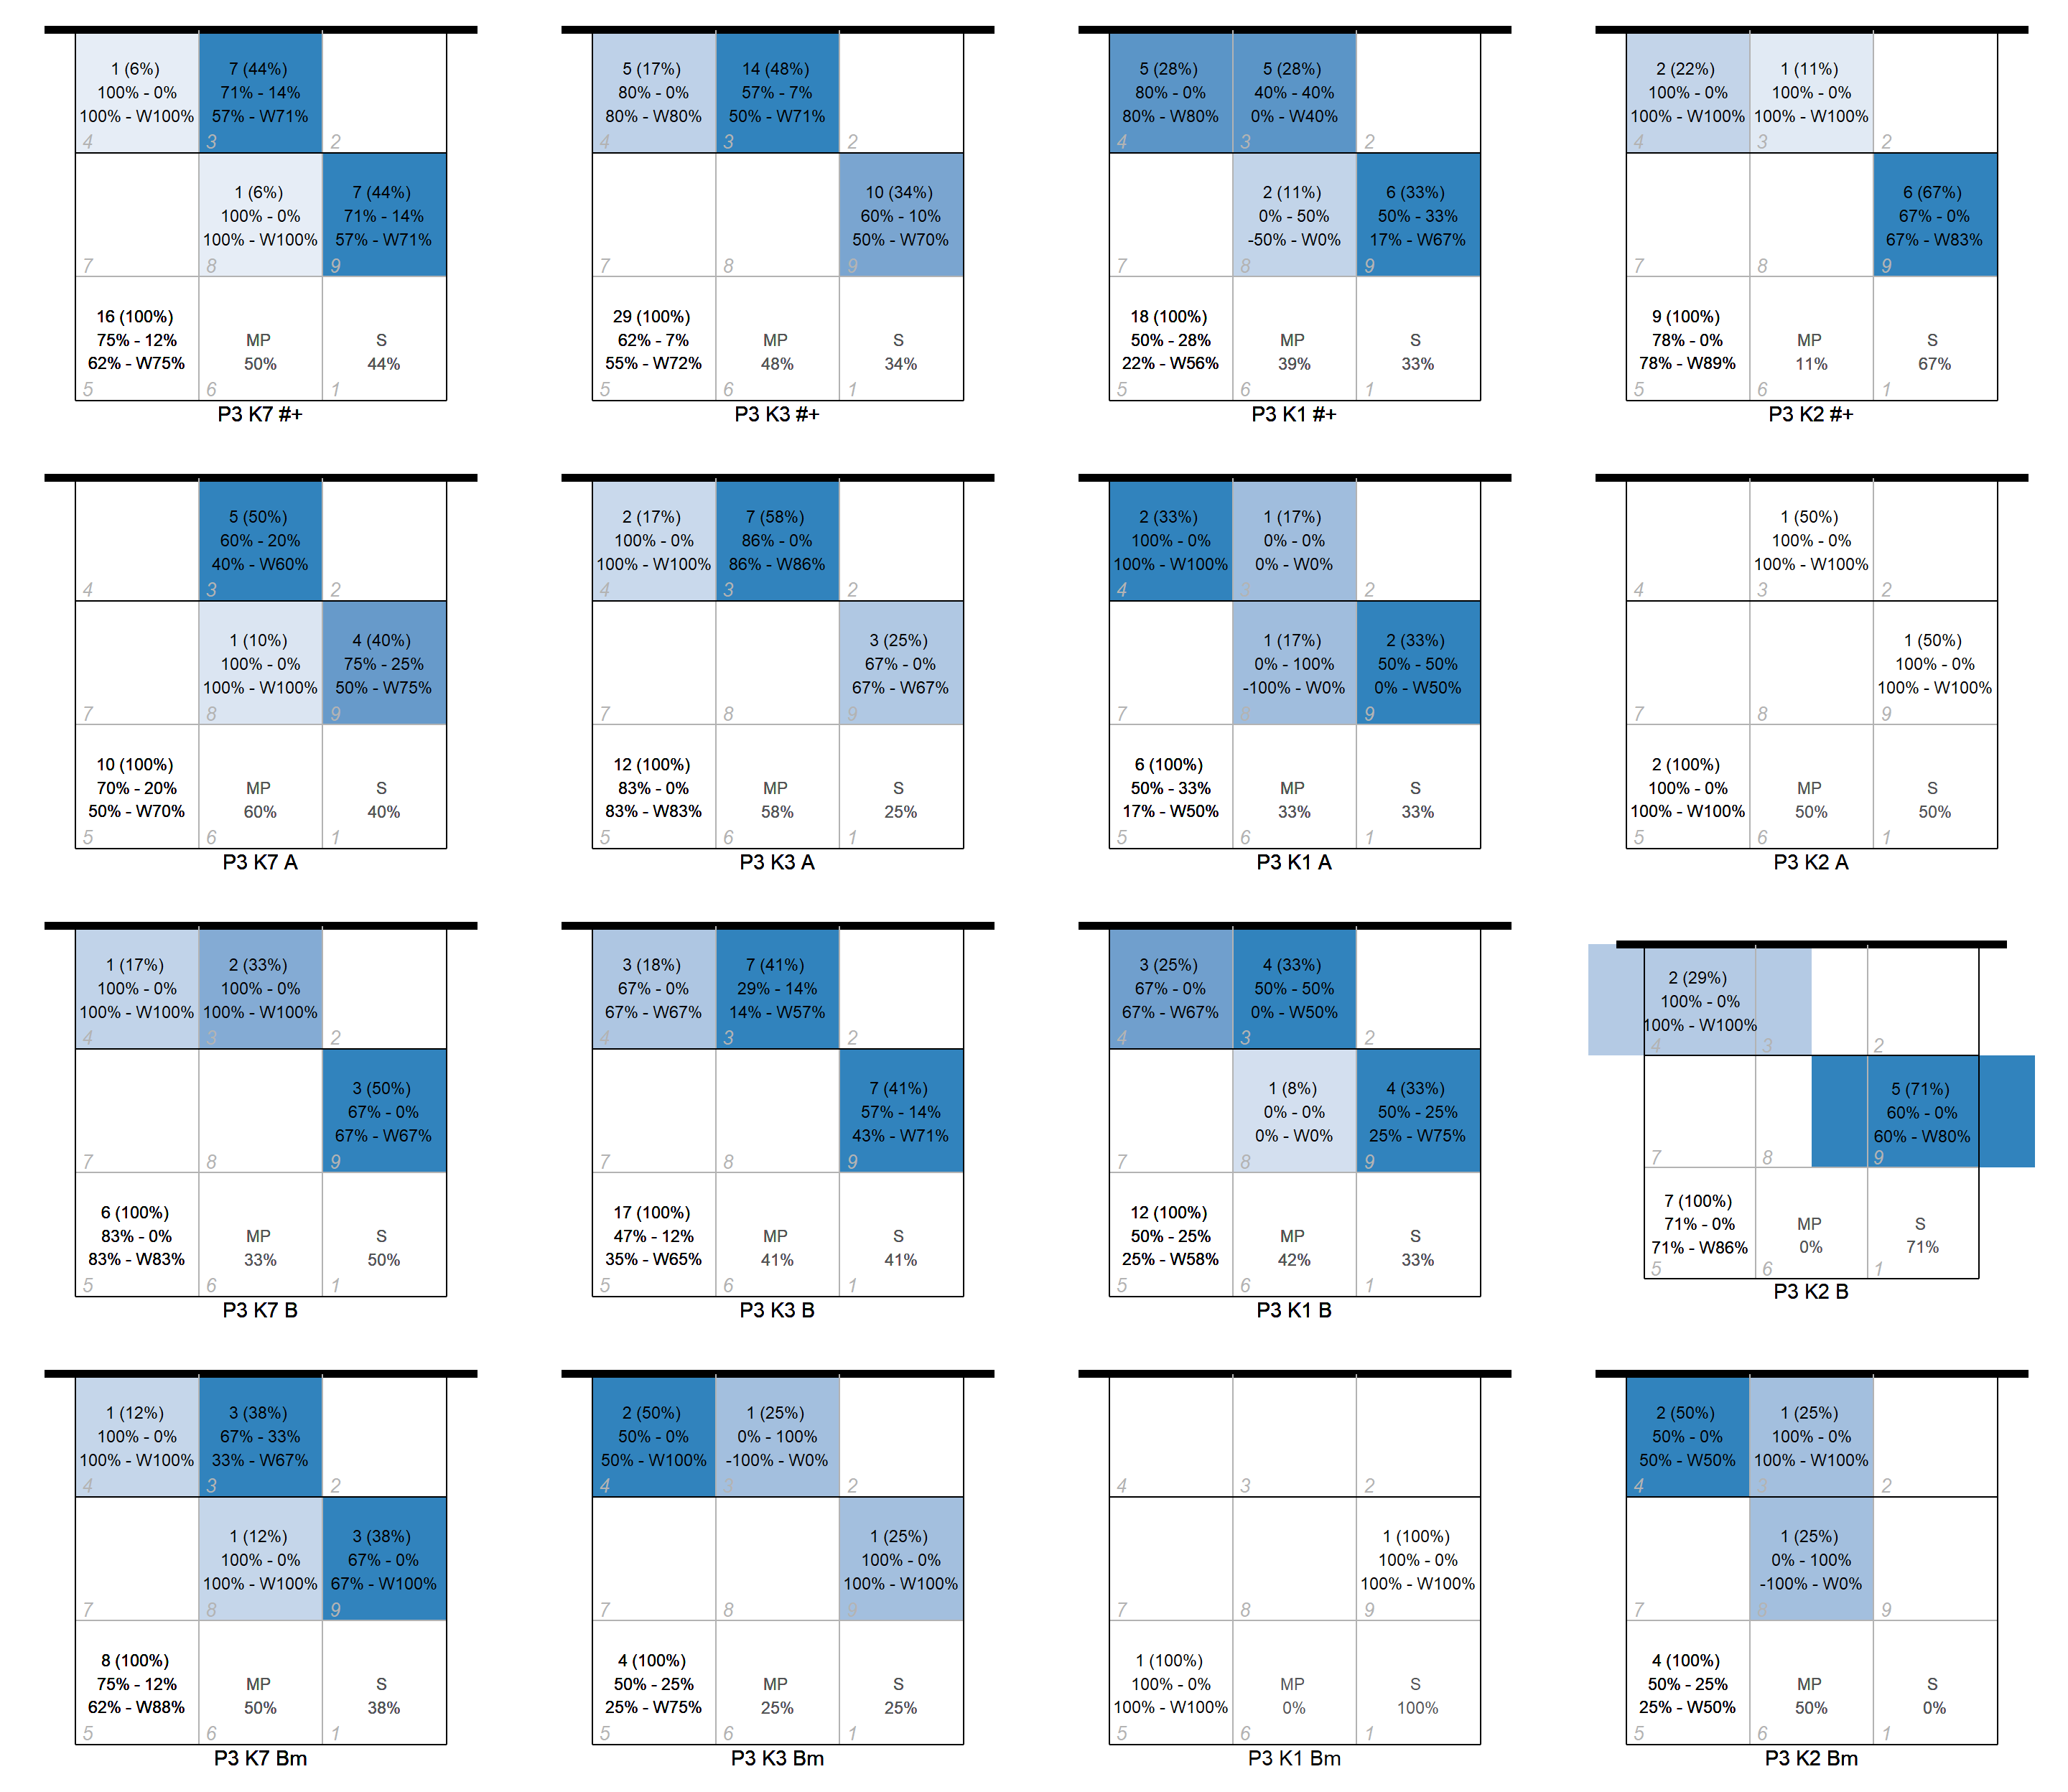 1 (6%)
100% - 0%
100% - W100%
4
7 (44%)
71% - 14%
57% - W71%
3
2
7
1 (6%)
100% - 0%
100% - W100%
8
7 (44%)
71% - 14%
57% - W71%
9
16 (100%)
75% - 12%
62% - W75%
5
MP
50%
6
S
44%
1
P3 K7 #+
5 (17%)
80% - 0%
80% - W80%
4
14 (48%)
57% - 7%
50% - W71%
3
2
7
8
10 (34%)
60% - 10%
50% - W70%
9
29 (100%)
62% - 7%
55% - W72%
5
MP
48%
6
S
34%
1
P3 K3 #+
5 (28%)
80% - 0%
80% - W80%
4
5 (28%)
40% - 40%
0% - W40%
3
2
7
2 (11%)
0% - 50%
-50% - W0%
8
6 (33%)
50% - 33%
17% - W67%
9
18 (100%)
50% - 28%
22% - W56%
5
MP
39%
6
S
33%
1
P3 K1 #+
2 (22%)
100% - 0%
100% - W100%
4
1 (11%)
100% - 0%
100% - W100%
3
2
7
8
6 (67%)
67% - 0%
67% - W83%
9
9 (100%)
78% - 0%
78% - W89%
5
MP
11%
6
S
67%
1
P3 K2 #+
4
5 (50%)
60% - 20%
40% - W60%
3
2
7
1 (10%)
100% - 0%
100% - W100%
8
4 (40%)
75% - 25%
50% - W75%
9
10 (100%)
70% - 20%
50% - W70%
5
MP
60%
6
S
40%
1
P3 K7 A
2 (17%)
100% - 0%
100% - W100%
4
7 (58%)
86% - 0%
86% - W86%
3
2
7
8
3 (25%)
67% - 0%
67% - W67%
9
12 (100%)
83% - 0%
83% - W83%
5
MP
58%
6
S
25%
1
P3 K3 A
2 (33%)
100% - 0%
100% - W100%
4
1 (17%)
0% - 0%
0% - W0%
3
2
7
1 (17%)
0% - 100%
-100% - W0%
8
2 (33%)
50% - 50%
0% - W50%
9
6 (100%)
50% - 33%
17% - W50%
5
MP
33%
6
S
33%
1
P3 K1 A
4
1 (50%)
100% - 0%
100% - W100%
3
2
7
8
1 (50%)
100% - 0%
100% - W100%
9
2 (100%)
100% - 0%
100% - W100%
5
MP
50%
6
S
50%
1
P3 K2 A
1 (17%)
100% - 0%
100% - W100%
4
2 (33%)
100% - 0%
100% - W100%
3
2
7
8
3 (50%)
67% - 0%
67% - W67%
9
6 (100%)
83% - 0%
83% - W83%
5
MP
33%
6
S
50%
1
P3 K7 B
3 (18%)
67% - 0%
67% - W67%
4
7 (41%)
29% - 14%
14% - W57%
3
2
7
8
7 (41%)
57% - 14%
43% - W71%
9
17 (100%)
47% - 12%
35% - W65%
5
MP
41%
6
S
41%
1
P3 K3 B
3 (25%)
67% - 0%
67% - W67%
4
4 (33%)
50% - 50%
0% - W50%
3
2
7
1 (8%)
0% - 0%
0% - W0%
8
4 (33%)
50% - 25%
25% - W75%
9
12 (100%)
50% - 25%
25% - W58%
5
MP
42%
6
S
33%
1
P3 K1 B
2 (29%)
100% - 0%
100% - W100%
4
3
2
7
8
5 (71%)
60% - 0%
60% - W80%
9
7 (100%)
71% - 0%
71% - W86%
5
MP
0%
6
S
71%
1
P3 K2 B
1 (12%)
100% - 0%
100% - W100%
4
3 (38%)
67% - 33%
33% - W67%
3
2
7
1 (12%)
100% - 0%
100% - W100%
8
3 (38%)
67% - 0%
67% - W100%
9
8 (100%)
75% - 12%
62% - W88%
5
MP
50%
6
S
38%
1
P3 K7 Bm
2 (50%)
50% - 0%
50% - W100%
4
1 (25%)
0% - 100%
-100% - W0%
3
2
7
8
1 (25%)
100% - 0%
100% - W100%
9
4 (100%)
50% - 25%
25% - W75%
5
MP
25%
6
S
25%
1
P3 K3 Bm
4
3
2
7
8
1 (100%)
100% - 0%
100% - W100%
9
1 (100%)
100% - 0%
100% - W100%
5
MP
0%
6
S
100%
1
P3 K1 Bm
2 (50%)
50% - 0%
50% - W50%
4
1 (25%)
100% - 0%
100% - W100%
3
2
7
1 (25%)
0% - 100%
-100% - W0%
8
9
4 (100%)
50% - 25%
25% - W50%
5
MP
50%
6
S
0%
1
P3 K2 Bm